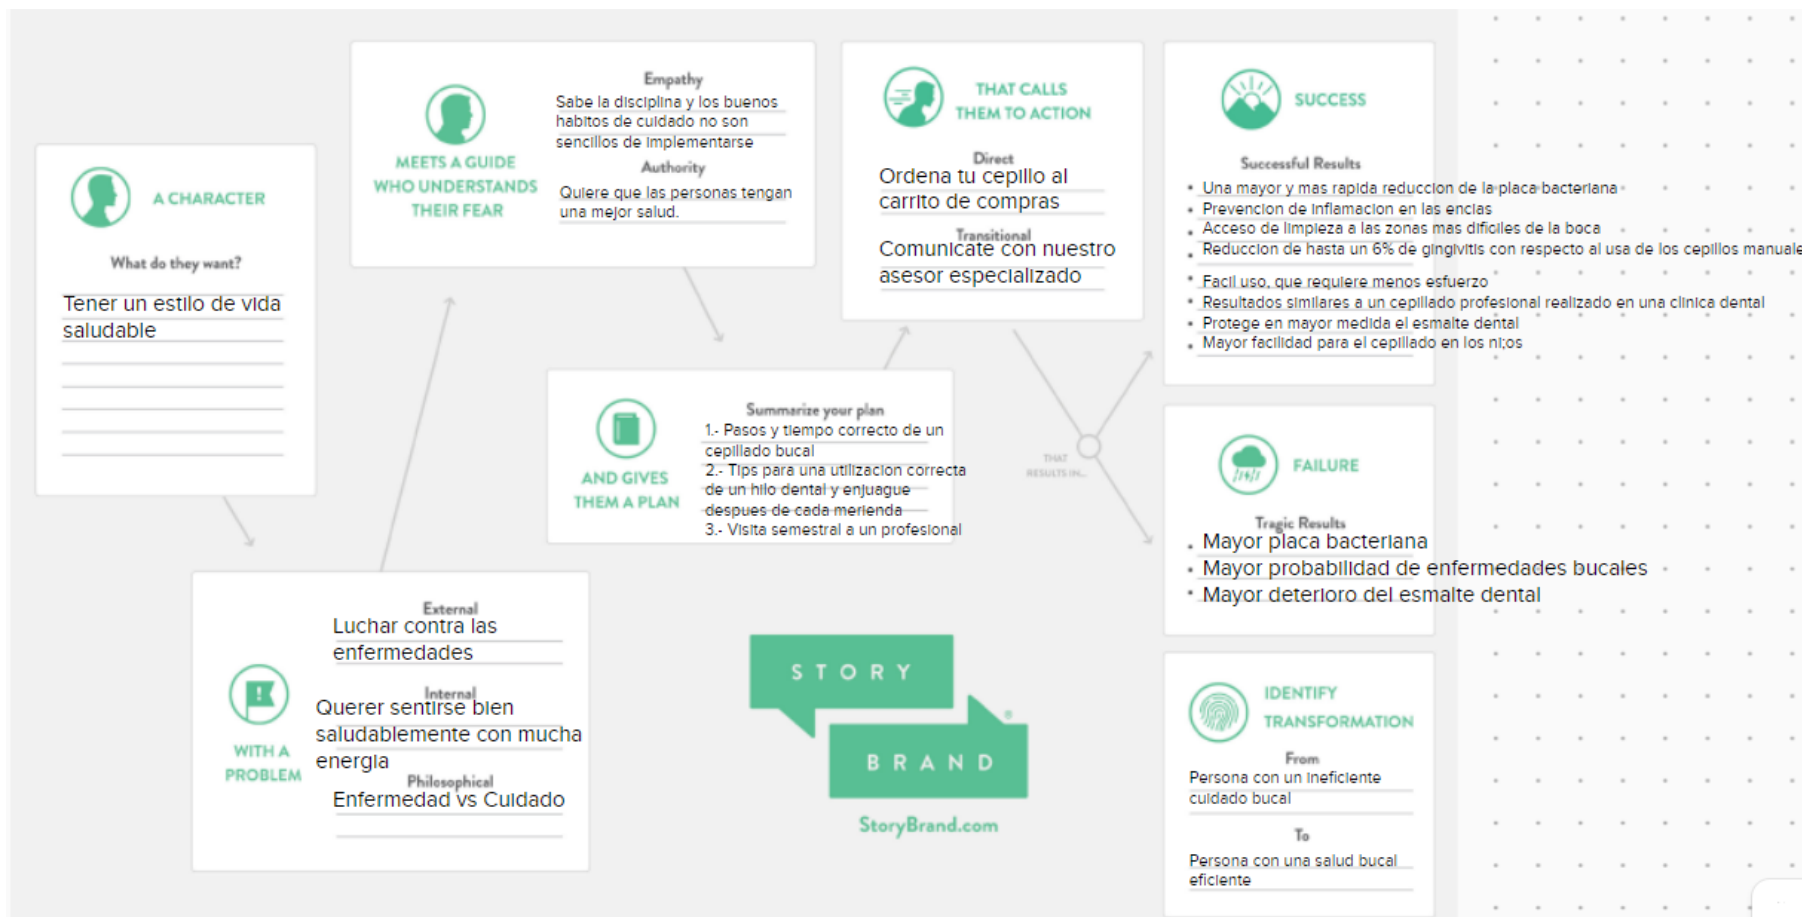 A CHARACTER
What do they want?
Tener un estilo de vida
saludable
WITH A
PROBLEM
External
Luchar contra las
enfermedades
Internal
Querer sentirse bien
saludablemente con mucha
energia
Philosophical
Enfermedad vs Cuidado
MEETS A GUIDE
WHO UNDERSTANDS
THEIR FEAR
Empathy
Sabe la disciplina y los buenos
habitos de cuidado no son
sencillos de implementarse
Authority
Quiere que las personas tengan
una mejor salud.
AND GIVES
THEM A PLAN
Summarize your plan
1.- Pasos y tiempo correcto de un
cepillado bucal
2.- Tips para una utilizacion correcta
de un hilo dental y enjuague
despues de cada merienda
3.- Visita semestral a un profesional
THAT CALLS
THEM TO ACTION
Direct
Ordena tu cepillo al
carrito de compras
Transitional
Comunicate con nuestro
asesor especializado
THAT
RESULTS IN...
SUCCESS
Successful Results
• Una mayor y mas rapida reduccion de la placa bacteriana
• Prevencion de inflamacion en las encias
• Acceso de limpieza a las zonas mas dificiles de la boca
• Reduccion de hasta un 6% de gingivitis con respecto al usa de los cepillos manuale
• Facil uso, que requiere menos esfuerzo
• Resultados similares a un cepillado profesional realizado en una clinica dental
• Protege en mayor medida el esmalte dental
• Mayor facilidad para el cepillado en los ni;os
FAILURE
Tragic Results
• Mayor placa bacteriana
• Mayor probabilidad de enfermedades bucales
• Mayor deterioro del esmalte dental
IDENTIFY
TRANSFORMATION
From
Persona con un ineficiente
cuidado bucal
To
Persona con una salud bucal
eficiente
STORY
BRAND
®
StoryBrand.com